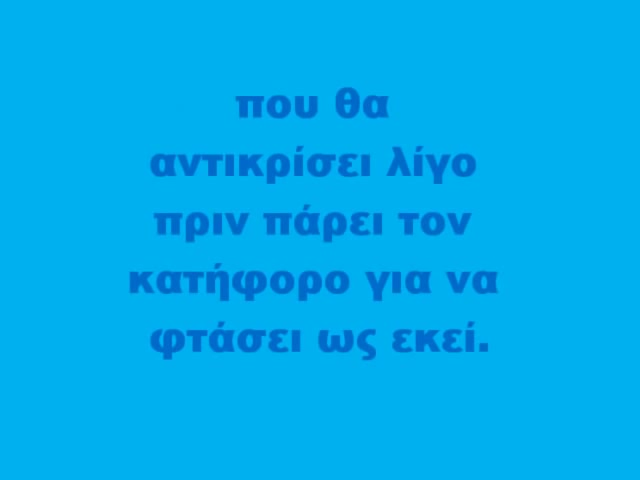 που θα
αντικρίσει λίγο
πριν πάρει τον
κατήφορο για να
φτάσει ως εκεί.